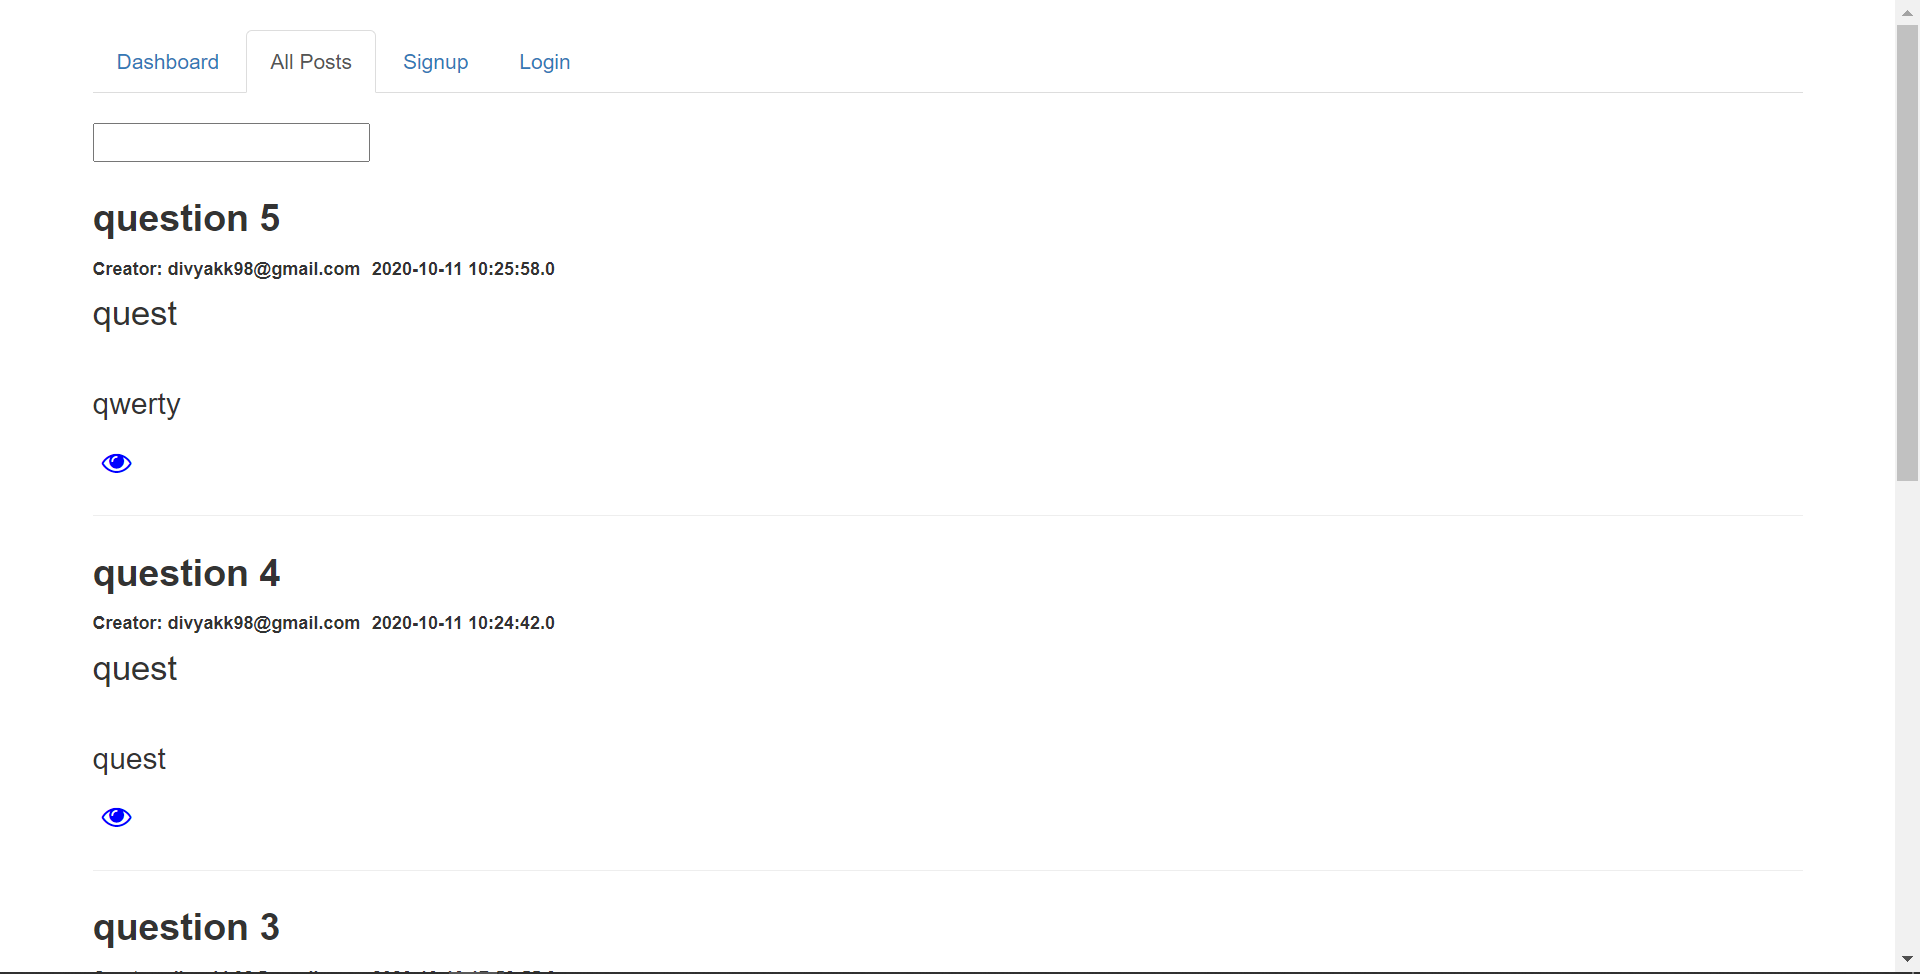 Dashboard All Posts Signup Login
question 5
Creator: divyakk98@gmail.com 2020-10-11 10:25:58.0
quest
qwerty
question 4
Creator: divyakk98@gmail.com 2020-10-11 10:24:42.0
quest
quest
question 3